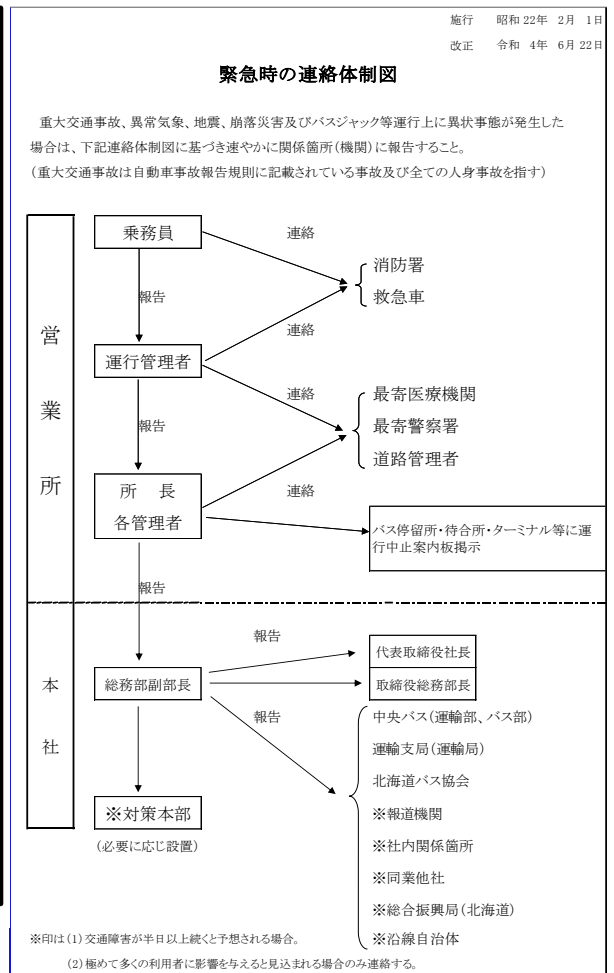 施行 昭和 22年 2月 1日
改正 令和 4年 6月 22日
緊急時の連絡体制図
重大交通事故、異常気象、地震、崩落災害及びバスジャック等運行上に異状事態が発生した
場合は、下記連絡体制図に基づき速やかに関係箇所(機関)に報告すること。
(重大交通事故は自動車事故報告規則に記載されている事故及び全ての人身事故を指す)
営業所
乗務員
連絡
消防署
救急車
報告
連絡
運行管理者
連絡
最寄医療機関
最寄警察署
道路管理者
報告
連絡
所 長
各管理者
バス停留所・待合所・ターミナル等に運
行中止案内板掲示
報告
本社
報告
代表取締役社長
総務部副部長
取締役総務部長
報告
中央バス(運輸部、バス部)
運輸支局(運輸局)
北海道バス協会
※対策本部
※報道機関
(必要に応じ設置)
※社内関係箇所
※同業他社
※総合振興局(北海道)
※沿線自治体
※印は(1)交通障害が半日以上続くと予想される場合。
(2)極めて多くの利用者に影響を与えると見込まれる場合のみ連絡する。